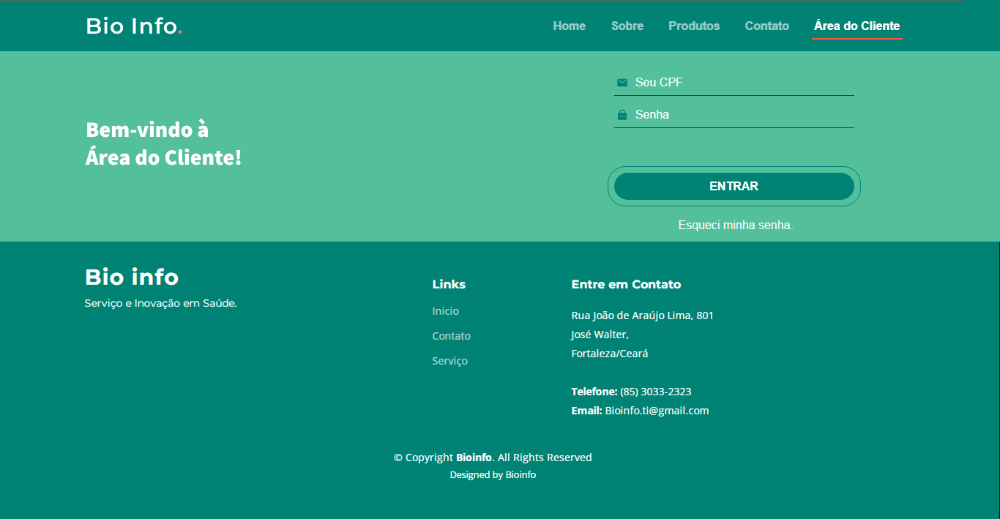 Bio Info.
Home Sobre Produtos Contato Área do Cliente
Bem-vindo à
Área do Cliente!
Seu CPF
Senha
ENTRAR
Esqueci minha senha.
Bio info
Serviço e Inovação em Saúde.
Links
Inicio
Contato
Serviço
Entre em Contato
Rua João de Araújo Lima, 801
José Walter,
Fortaleza/Ceará
Telefone: (85) 3033-2323
Email: Bioinfo.ti@gmail.com
© Copyright Bioinfo. All Rights Reserved
Designed by Bioinfo